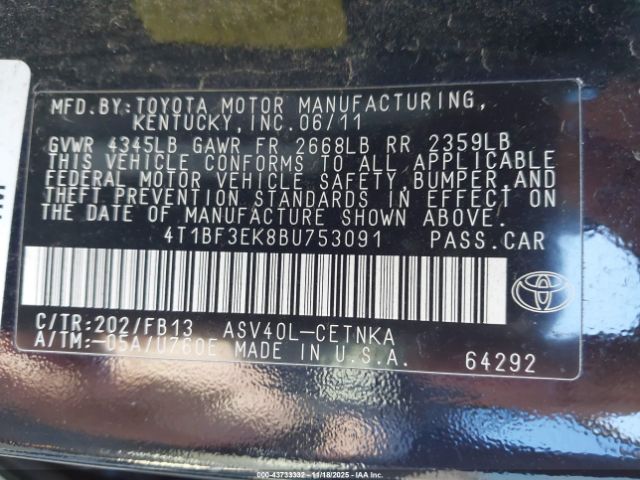 MFD.BY: TOYOTA MOTOR MANUFACTURING,
KENTUCKY, INC. 06/11
GVWR 4345LB GAWR FR 2668LB RR 2359LB
THIS VEHICLE CONFORMS TO ALL APPLICABLE
FEDERAL MOTOR VEHICLE SAFETY, BUMPER, AND
THEFT PREVENTION STANDARDS IN EFFECT ON
THE DATE OF MANUFACTURE SHOWN ABOVE.
4T1BF3EK8BU753091 PASS.CAR
C/TR: 202/FB13 ASV40L-CETNKA
A/TM: -05A/U760E MADE IN U.S.A. 64292
© 43733332 - 11/18/2025 - IAAI.com